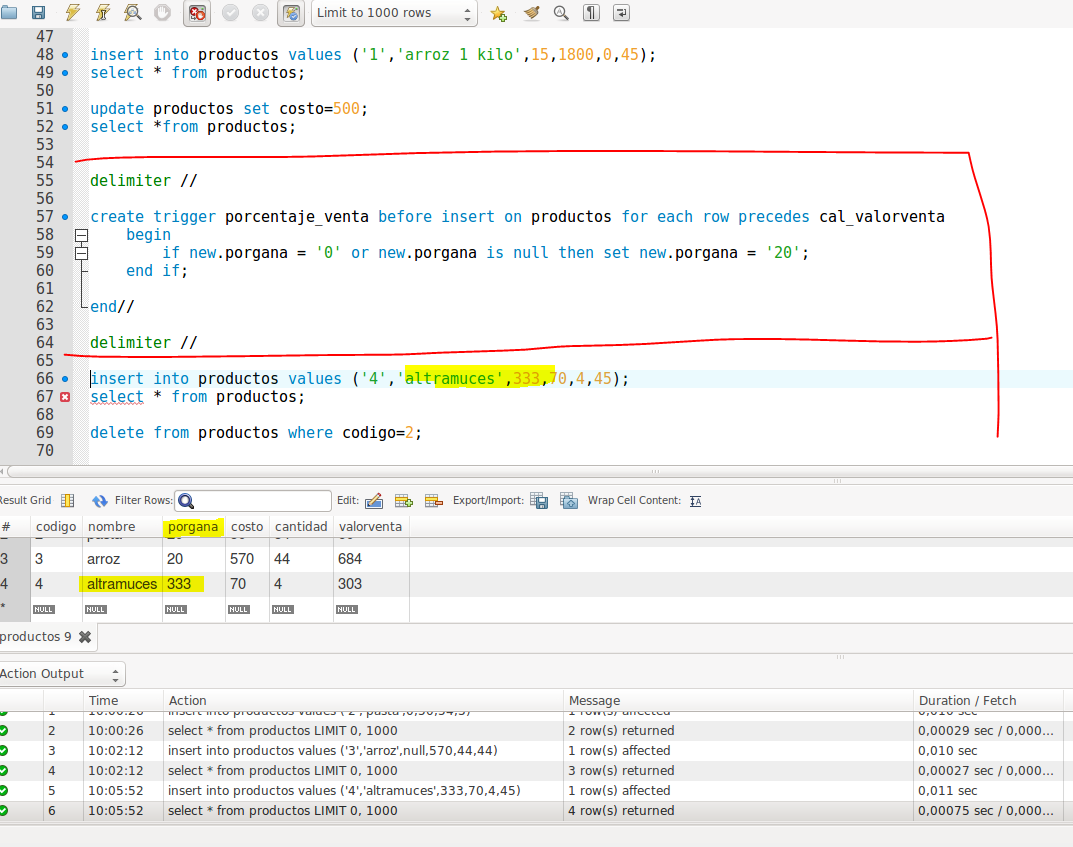 Limit to 1000 rows
47
48 insert into productos values ('1','arroz 1 kilo',15,1800,0,45);
49 select * from productos;
50
51 update productos set costo=500;
52 select *from productos;
53
54
55 delimiter //
56
57 create trigger porcentaje_venta before insert on productos for each row precedes cal_valorventa
58 begin
59 if new.porgana = '0' or new.porgana is null then set new.porgana = '20';
60 end if;
61
62 end//
63
64 delimiter //
65
66 insert into productos values ('4','altramuces',333,70,4,45);
67 select * from productos;
68
69 delete from productos where codigo=2;
70
Result Grid Filter Rows: Edit: Export/Import: Wrap Cell Content:
# codigo nombre porgana costo cantidad valorventa
3 3 arroz 20 570 44 684
4 4 altramuces 333 70 4 303
* NULL NULL NULL NULL NULL NULL
productos 9
Action Output
Time Action Message Duration / Fetch
1 10:00:26 insert into productos values ('2','pasta',0,50,54,5) 1 row(s) affected 0,010 sec
2 10:00:26 select * from productos LIMIT 0, 1000 2 row(s) returned 0,00029 sec / 0,000...
3 10:02:12 insert into productos values ('3','arroz',null,570,44,44) 1 row(s) affected 0,010 sec
4 10:02:12 select * from productos LIMIT 0, 1000 3 row(s) returned 0,00027 sec / 0,000...
5 10:05:52 insert into productos values ('4','altramuces',333,70,4,45) 1 row(s) affected 0,011 sec
6 10:05:52 select * from productos LIMIT 0, 1000 4 row(s) returned 0,00075 sec / 0,000...